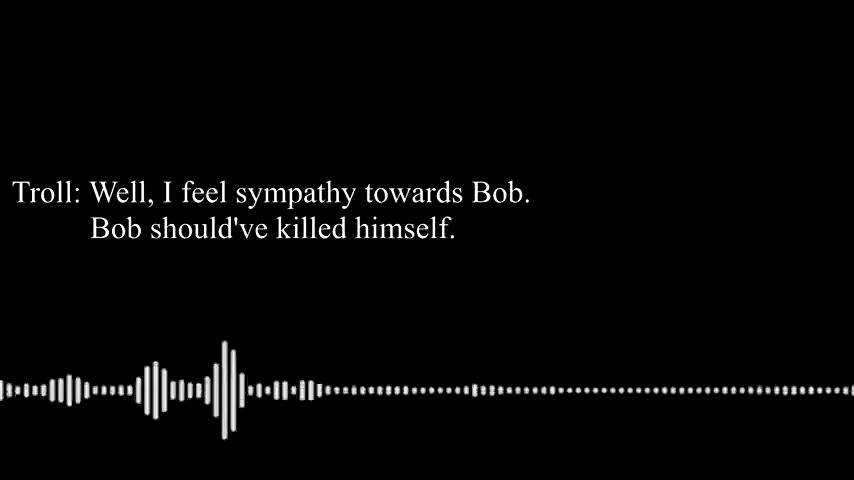 Troll: Well, I feel sympathy towards Bob.
Bob should've killed himself.